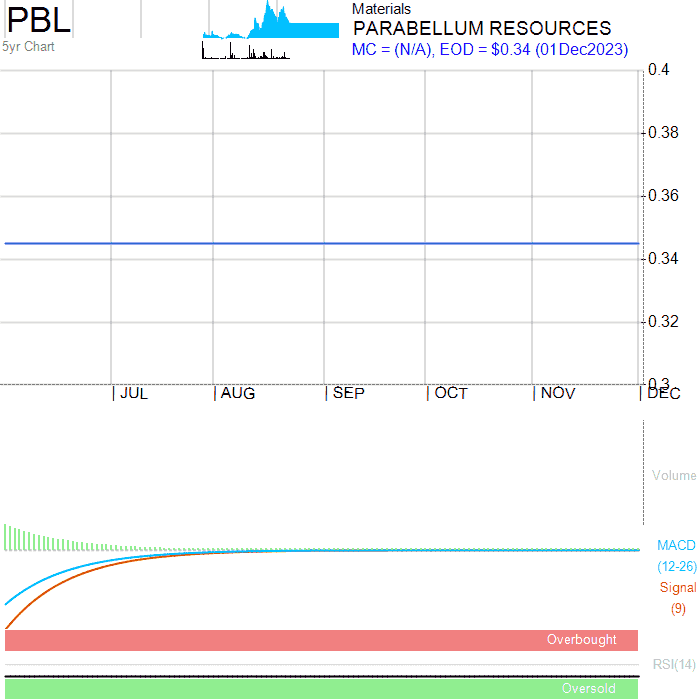 PBL
5yr Chart
Materials
PARABELLUM RESOURCES
MC = (N/A), EOD = $0.34 (01Dec2023)
0.4
0.38
0.36
0.34
0.32
0.3
JUL AUG SEP OCT NOV DEC
Volume
MACD
(12-26)
Signal
(9)
Overbought
RSI(14)
Oversold